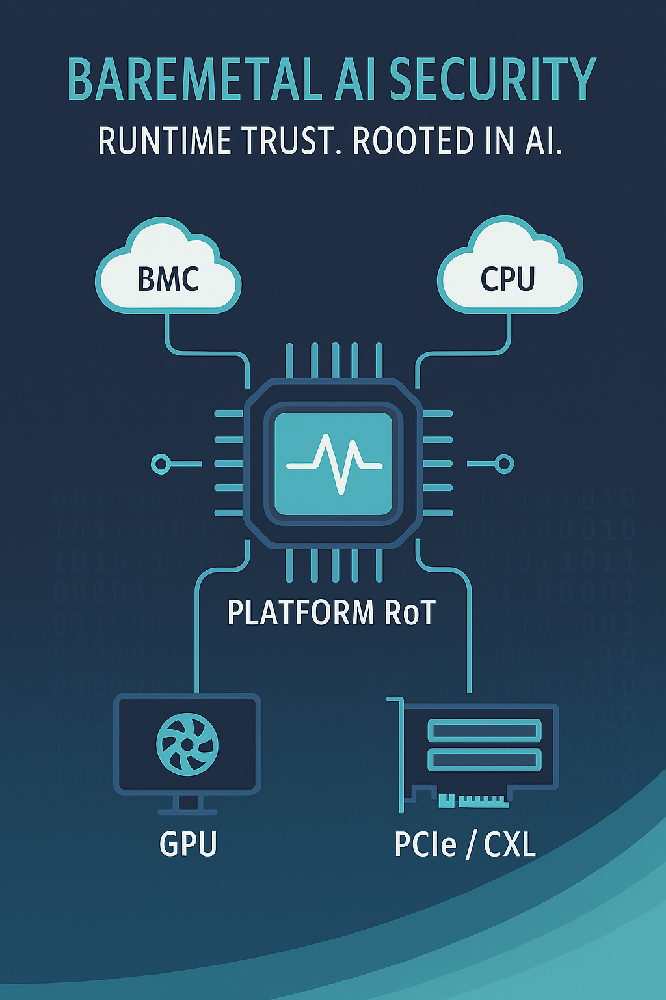 BAREMETAL AI SECURITY
RUNTIME TRUST. ROOTED IN AI.
BMC
CPU
PLATFORM RoT
GPU
PCIe / CXL